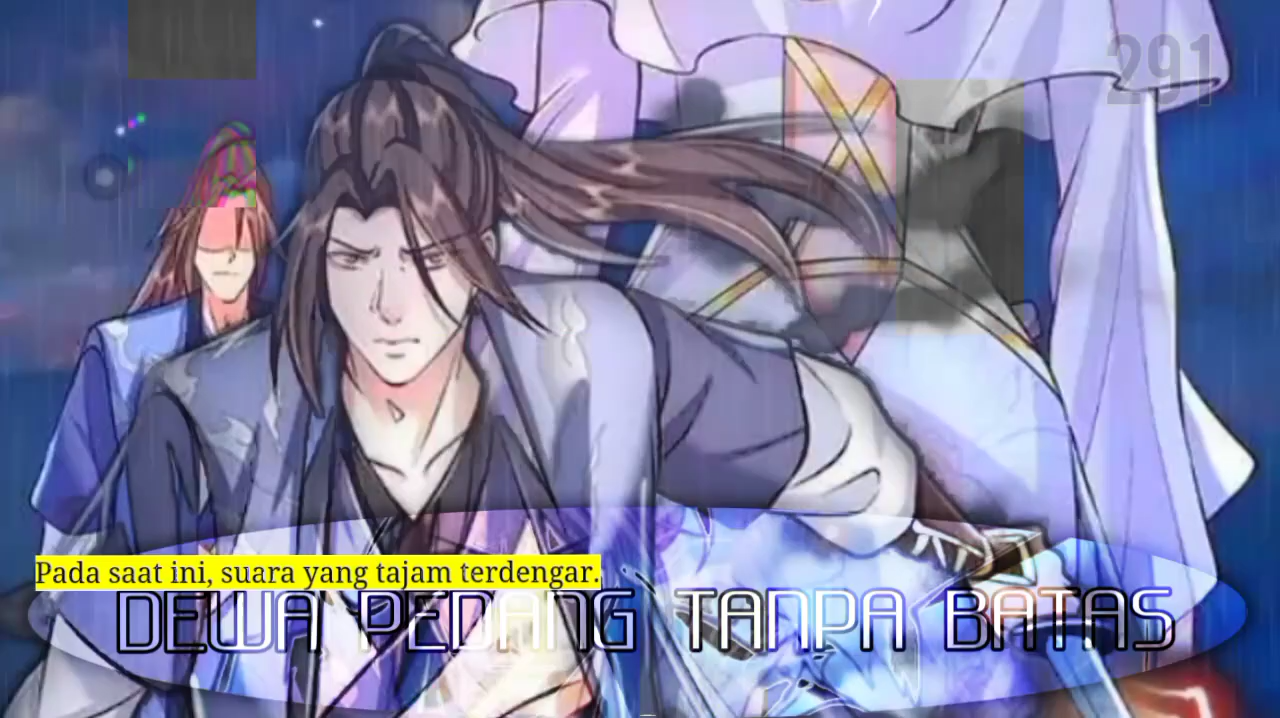 291
Pada saat ini, suara yang tajam terdengar.
DEWA PEDANG TANPA BATAS